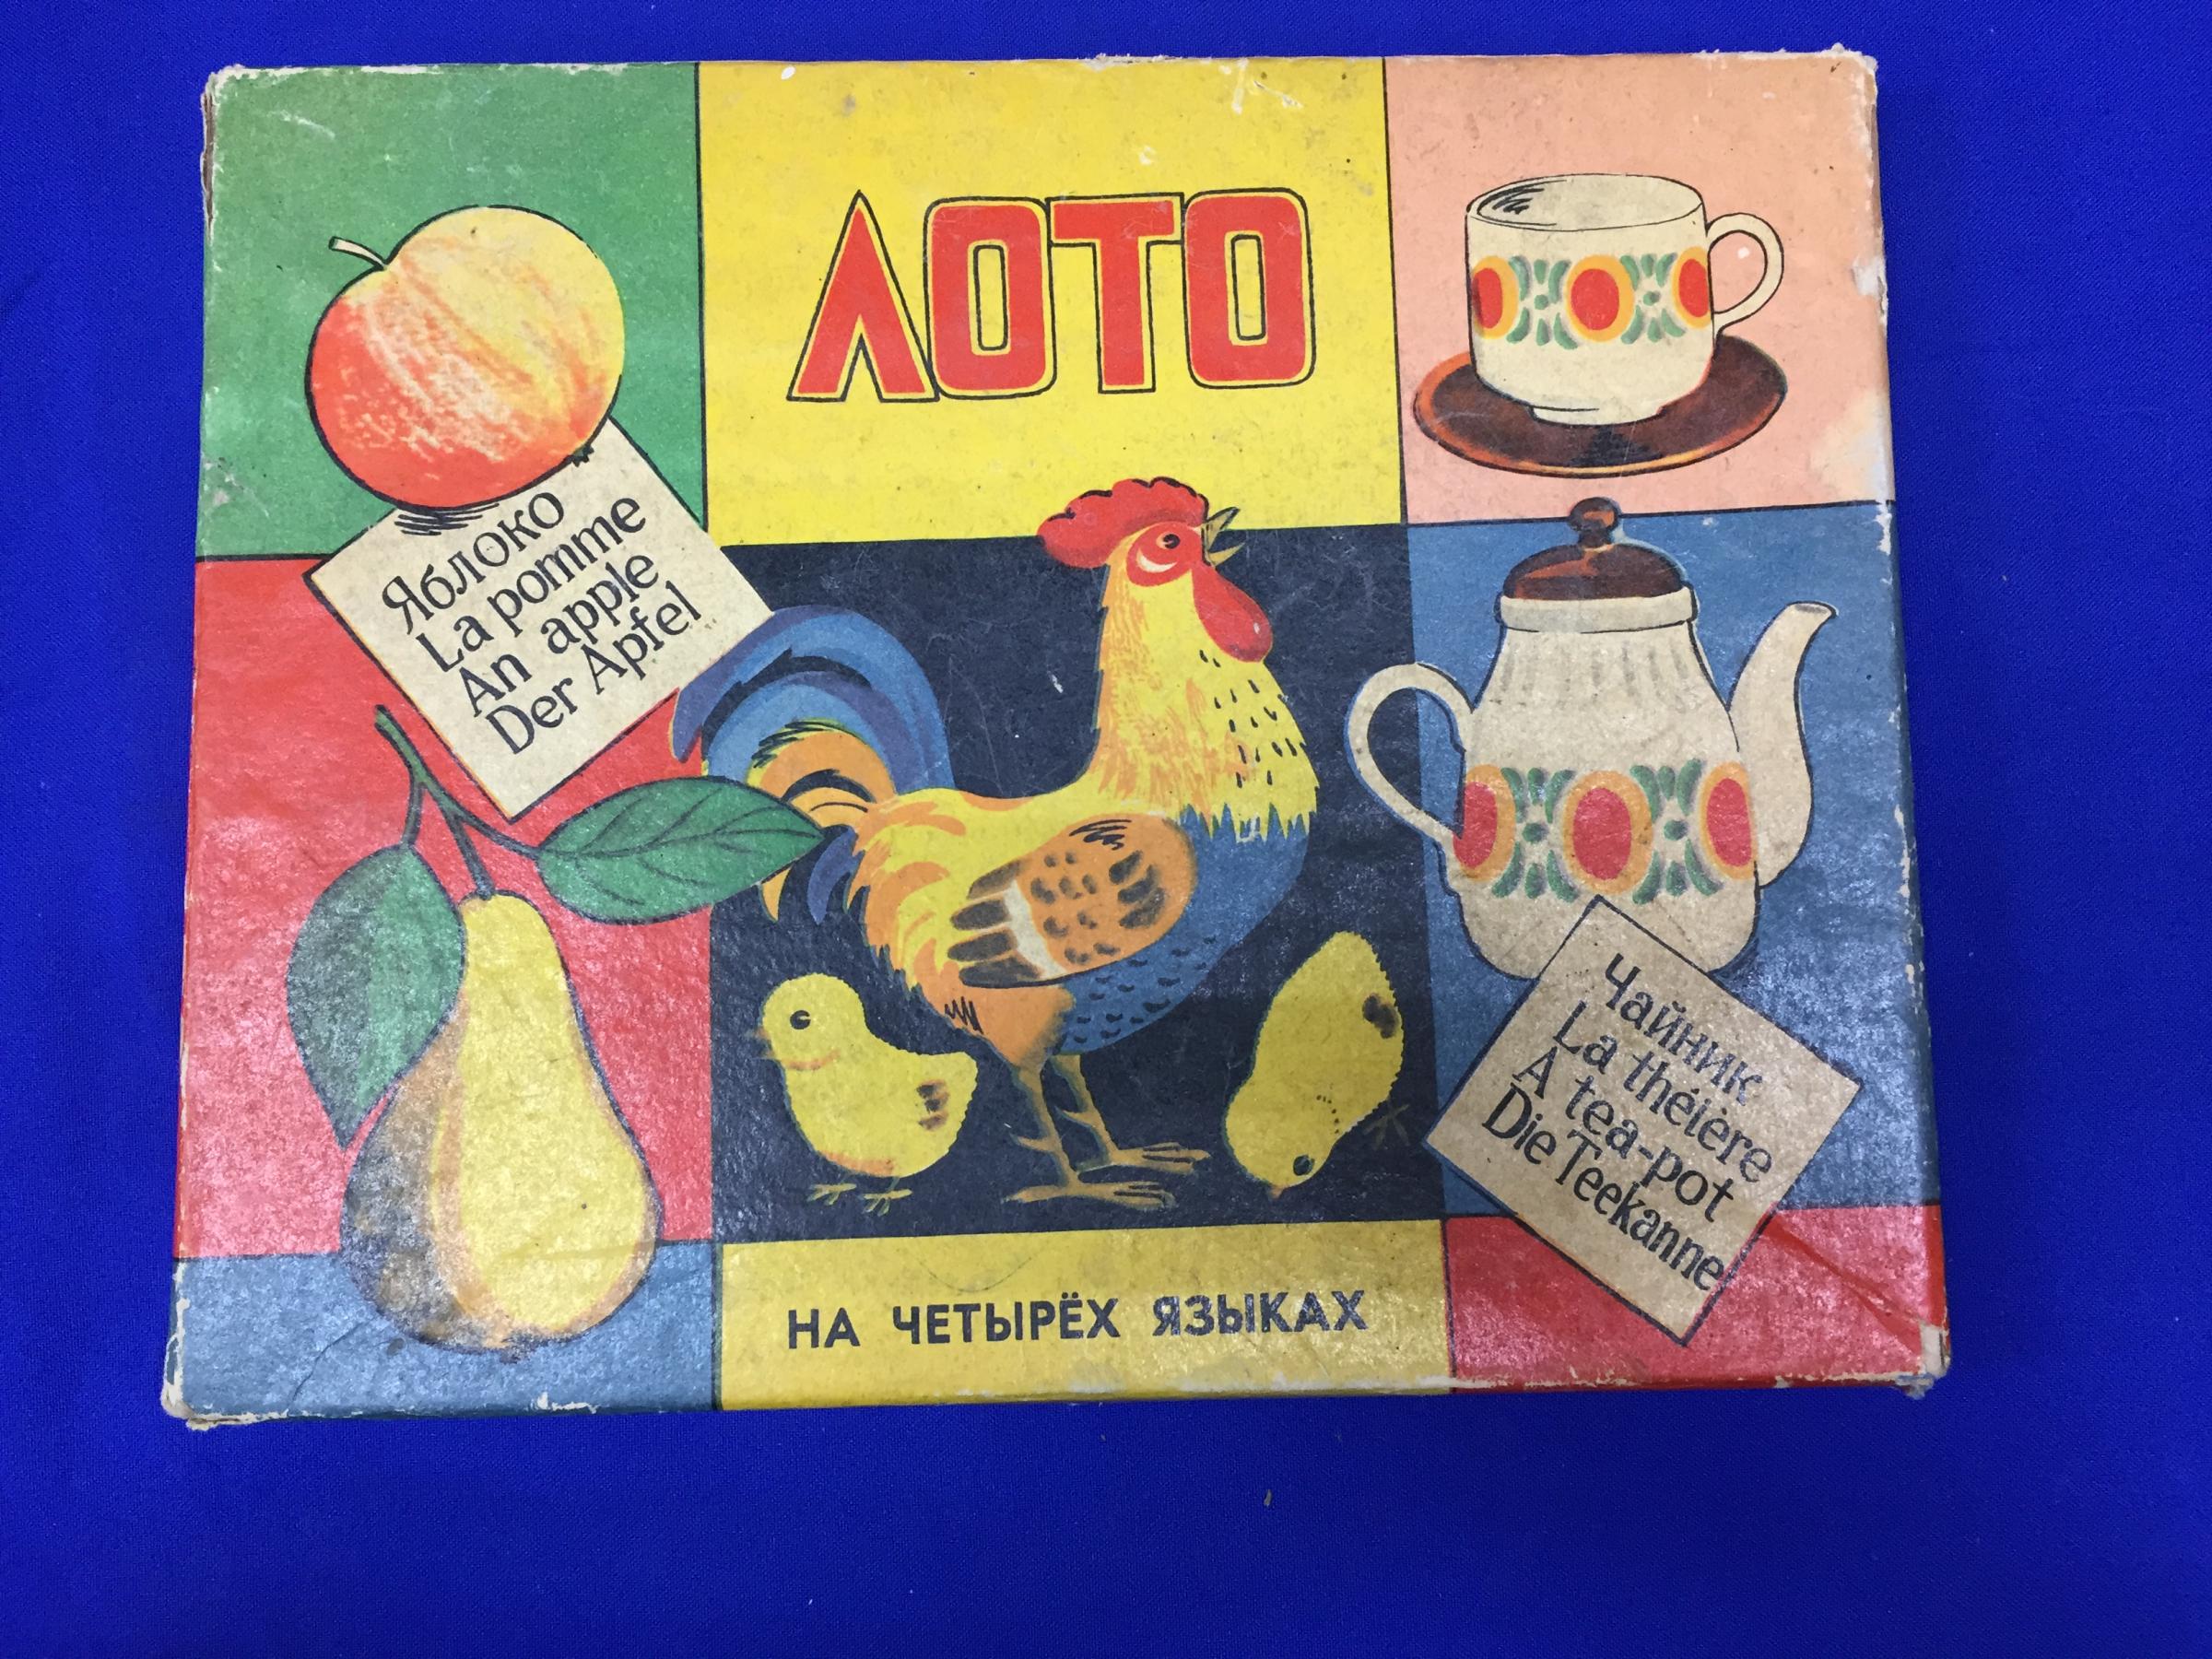 ЛОТО
Яблоко
La pomme
An apple
Der Apfel
Чайник
La théière
A tea-pot
Die Teekanne
НА ЧЕТЫРЁХ ЯЗЫКАХ